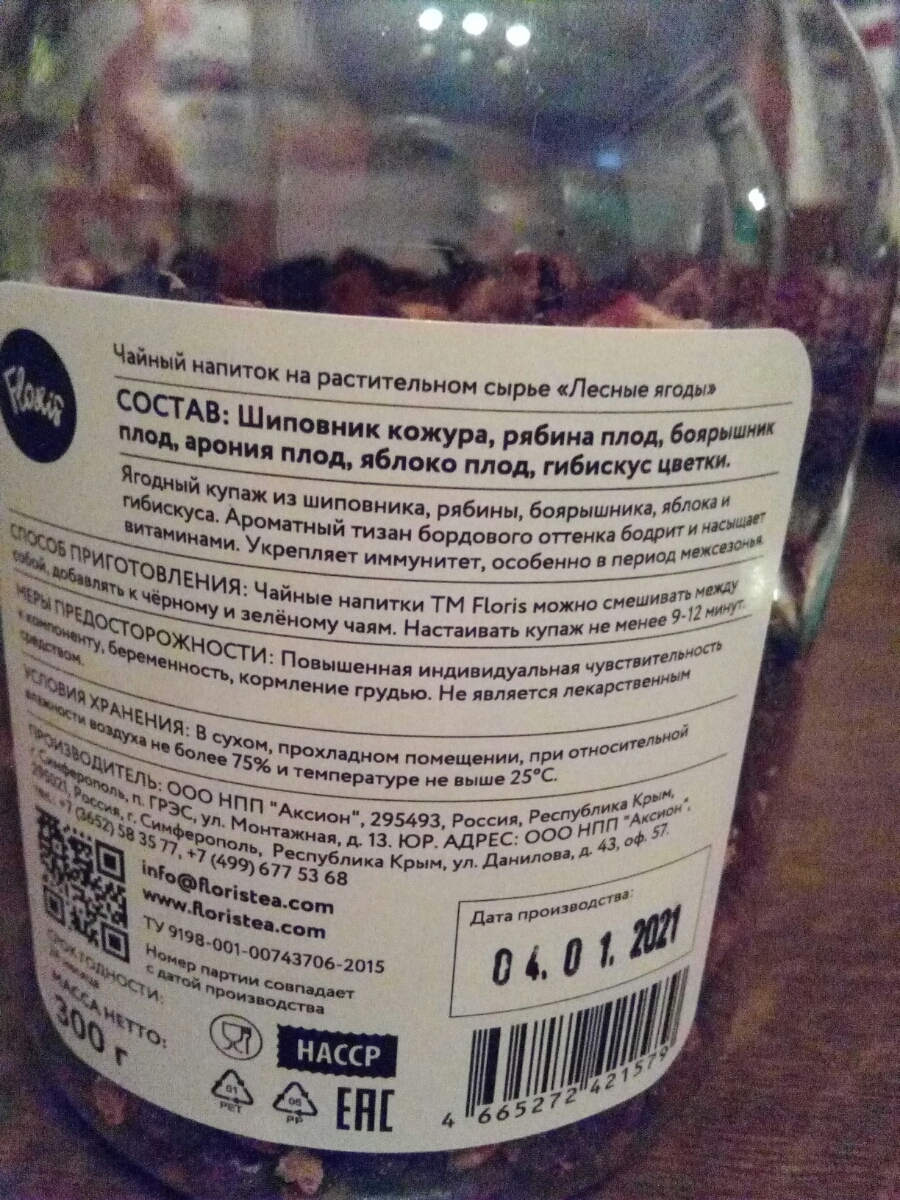 Floris
Чайный напиток на растительном сырье «Лесные ягоды»
СОСТАВ: Шиповник кожура, рябина плод, боярышник
плод, арония плод, яблоко плод, гибискус цветки.
Ягодный купаж из шиповника, рябины, боярышника, яблока и
гибискуса. Ароматный тизан бордового оттенка бодрит и насыщает
витаминами. Укрепляет иммунитет, особенно в период межсезонья.
СПОСОБ ПРИГОТОВЛЕНИЯ: Чайные напитки ТМ Floris можно смешивать между
собой, добавлять к чёрному и зелёному чаям. Настаивать купаж не менее 9-12 минут.
МЕРЫ ПРЕДОСТОРОЖНОСТИ: Повышенная индивидуальная чувствительность
к компоненту, беременность, кормление грудью. Не является лекарственным
средством.
УСЛОВИЯ ХРАНЕНИЯ: В сухом, прохладном помещении, при относительной
влажности воздуха не более 75% и температуре не выше 25°С.
ПРОИЗВОДИТЕЛЬ: ООО НПП "Аксион", 295493, Россия, Республика Крым,
г. Симферополь, п. ГРЭС, ул. Монтажная, д. 13. ЮР. АДРЕС: ООО НПП "Аксион",
295021, Россия, г. Симферополь, Республика Крым, ул. Данилова, д. 43, оф. 57.
тел.: +7 (3652) 58 35 77, +7 (499) 677 53 68
info@floristea.com
www.floristea.com
ТУ 9198-001-00743706-2015
Номер партии совпадает
с датой производства
Дата производства:
04.01.2021
СРОК ГОДНОСТИ:
МАССА НЕТТО:
300 г
HACCP
01
PET
05
PP
EAC
4 665272 421579